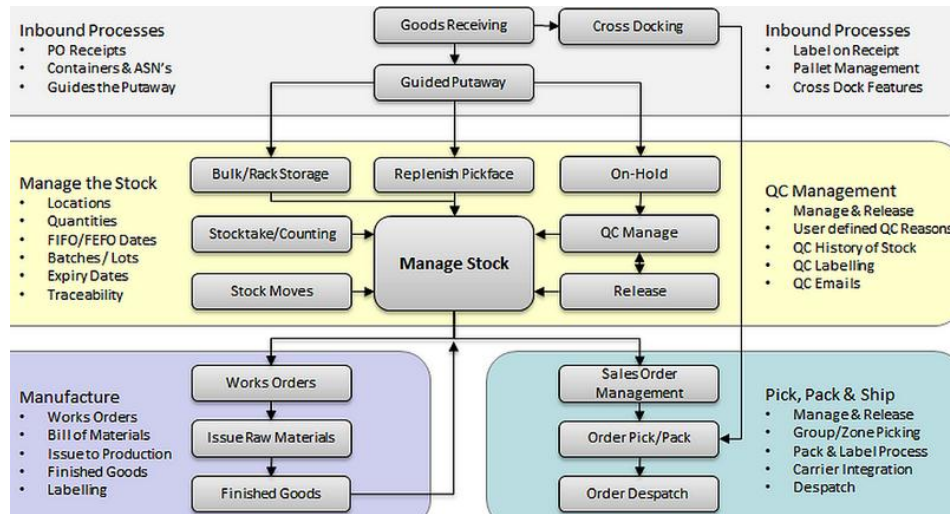 Inbound Processes
• PO Receipts
• Containers & ASN's
• Guides the Putaway
Goods Receiving
Cross Docking
Guided Putaway
Inbound Processes
• Label on Receipt
• Pallet Management
• Cross Dock Features
Manage the Stock
• Locations
• Quantities
• FIFO/FEFO Dates
• Batches / Lots
• Expiry Dates
• Traceability
Bulk/Rack Storage
Replenish Pickface
On-Hold
Stocktake/Counting
Manage Stock
QC Manage
Stock Moves
Release
QC Management
• Manage & Release
• User defined QC Reasons
• QC History of Stock
• QC Labelling
• QC Emails
Manufacture
• Works Orders
• Bill of Materials
• Issue to Production
• Finished Goods
• Labelling
Works Orders
Issue Raw Materials
Finished Goods
Sales Order
Management
Order Pick/Pack
Order Despatch
Pick, Pack & Ship
• Manage & Release
• Group/Zone Picking
• Pack & Label Process
• Carrier Integration
• Despatch